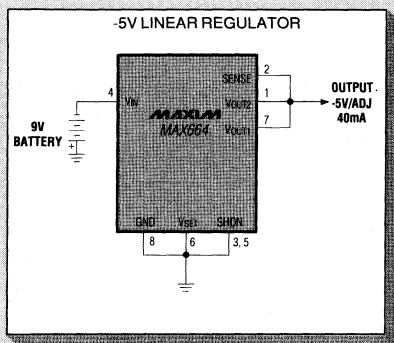 -5V LINEAR REGULATOR
2
SENSE
4
VIN
1
VOUT2
OUTPUT
-5V/ADJ
40mA
MAXIM
MAX664
7
VOUT1
9V
BATTERY
+
GND
VSET
SHDN
8
6
3, 5